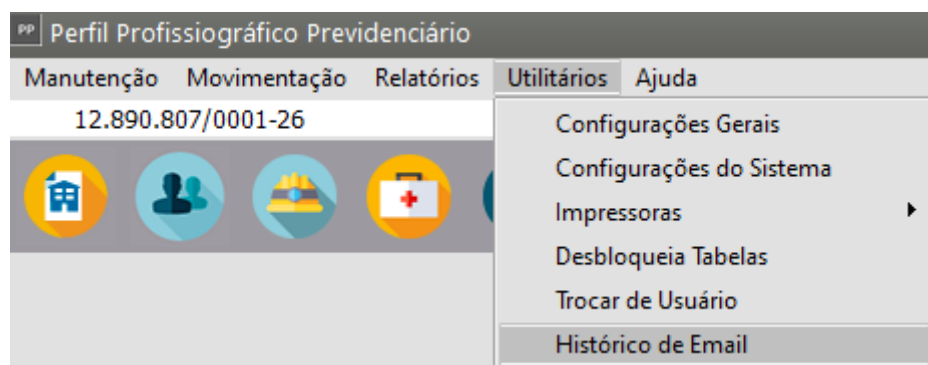 PP Perfil Profissiográfico Previdenciário
Manutenção Movimentação Relatórios Utilitários Ajuda
12.890.807/0001-26
Configurações Gerais
Configurações do Sistema
Impressoras
Desbloqueia Tabelas
Trocar de Usuário
Histórico de Email